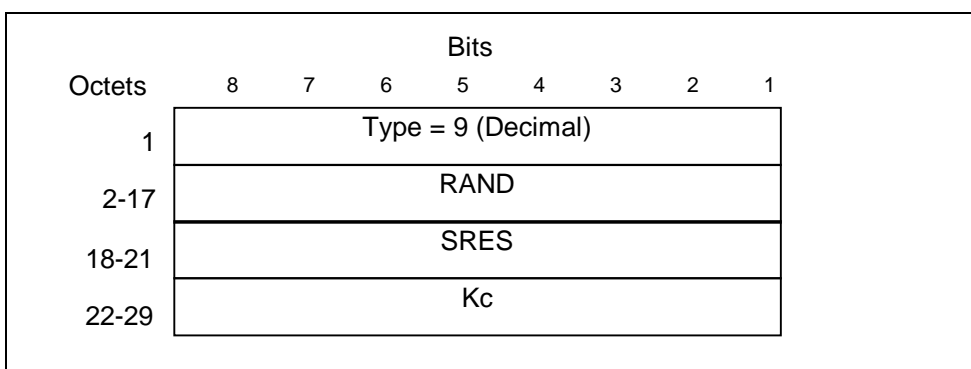 Bits
Octets 8 7 6 5 4 3 2 1
1 Type = 9 (Decimal)
2-17 RAND
18-21 SRES
22-29 Kc